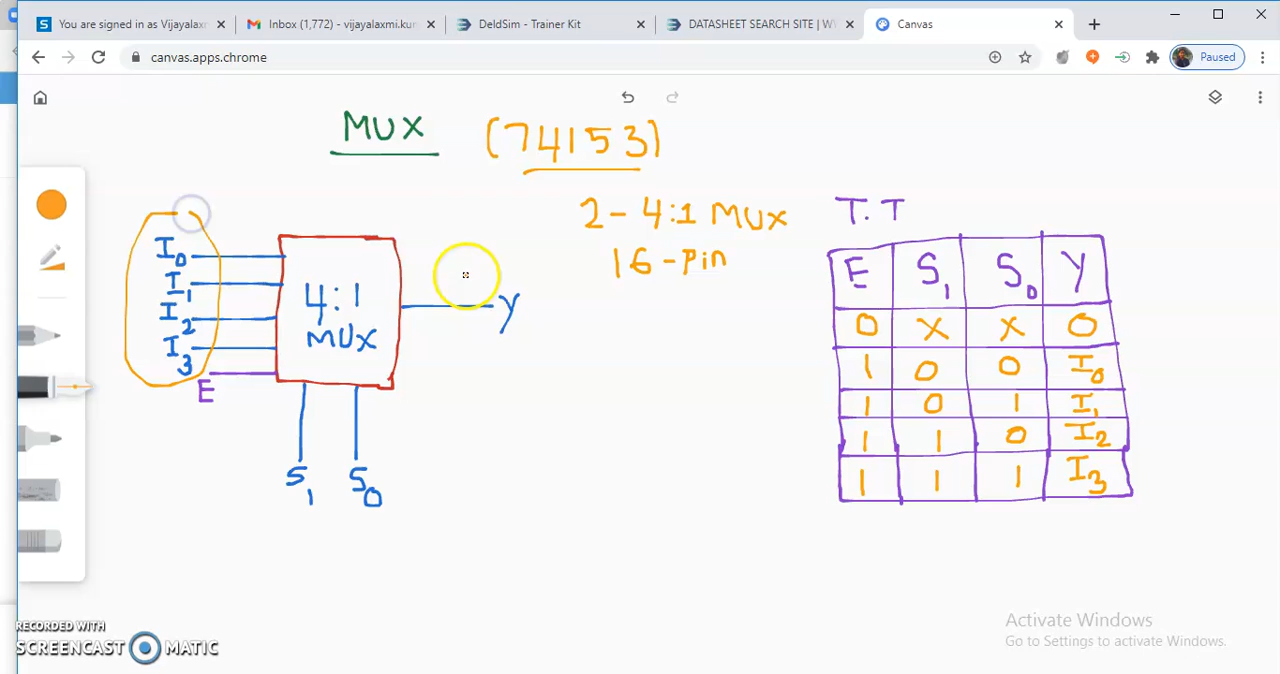 You are signed in as Vijayalax
Inbox (1,772) - vijayalaxmi.kum
DeldSim - Trainer Kit
DATASHEET SEARCH SITE | W
Canvas
canvas.apps.chrome
Paused
MUX (74153)
2 - 4:1 MUX
16 - Pin
I0
I1
I2
I3
E
4:1
MUX
Y
S1 S0
T.T
E S1 S0 Y
0 X X 0
1 0 0 I0
1 0 1 I1
1 1 0 I2
1 1 1 I3
Activate Windows
Go to Settings to activate Windows.
RECORDED WITH
SCREENCAST MATIC